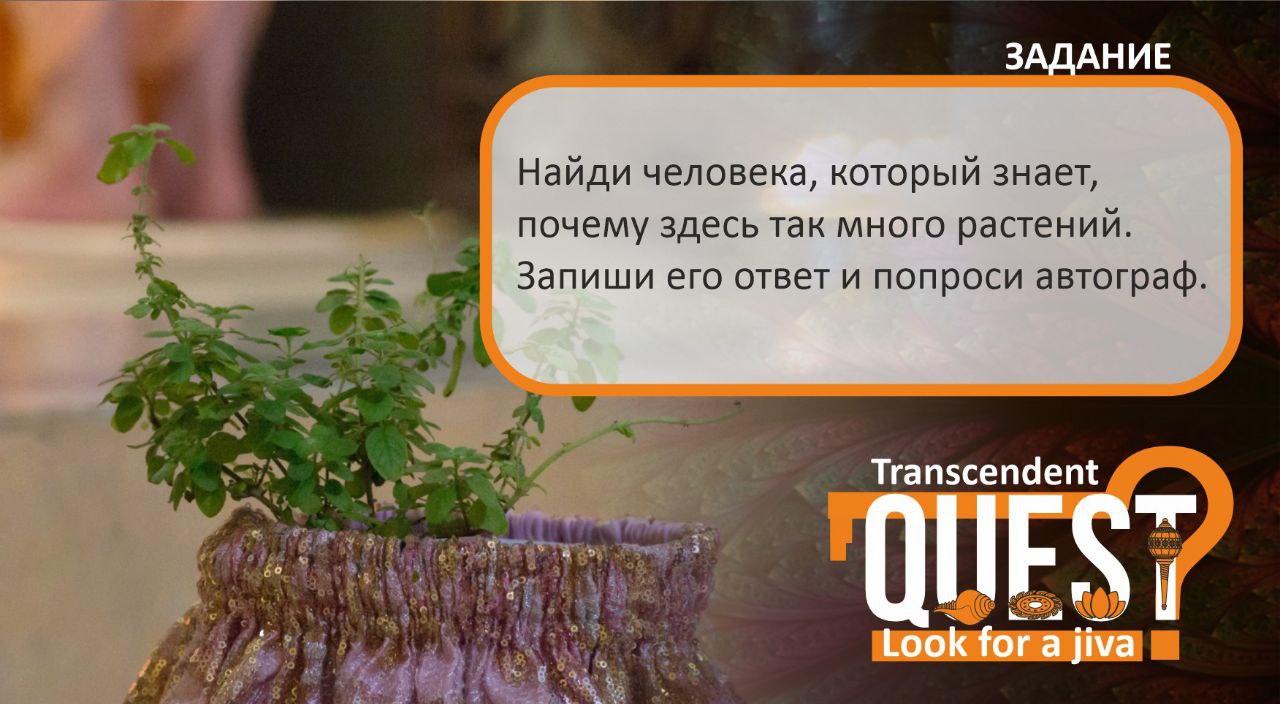 ЗАДАНИЕ
Найди человека, который знает,
почему здесь так много растений.
Запиши его ответ и попроси автограф.
Transcendent
QUEST?
Look for a jiva